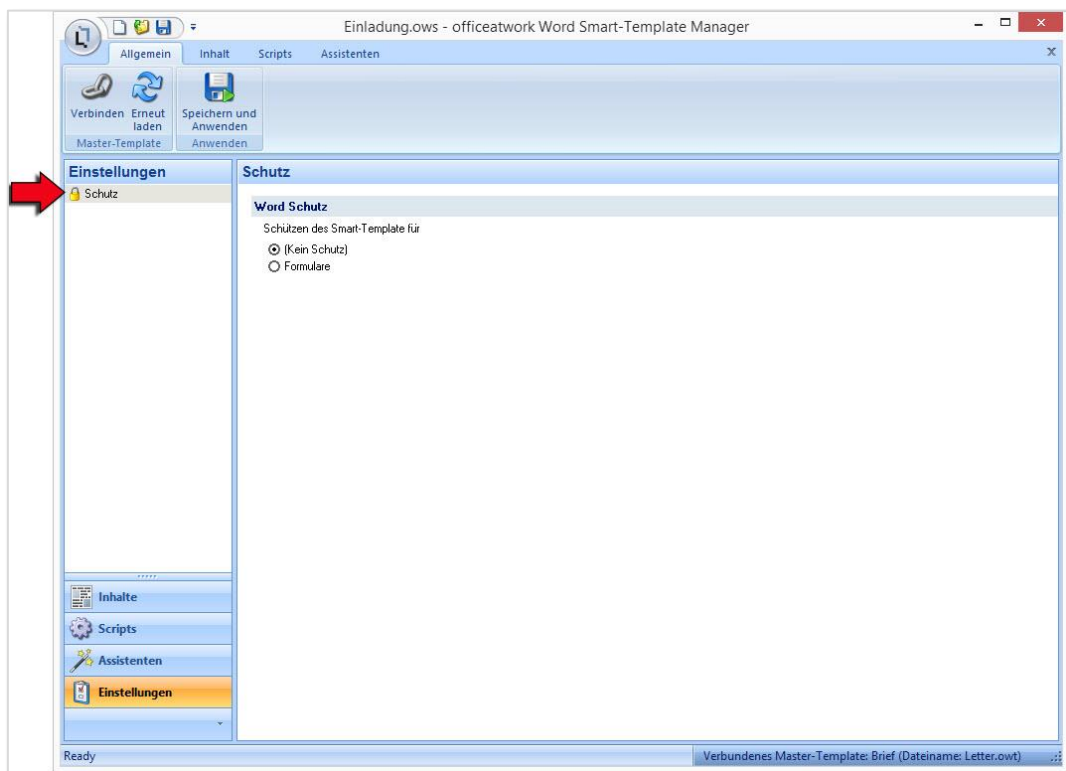 Einladung.ows - officeatwork Word Smart-Template Manager
Allgemein Inhalt Scripts Assistenten
Verbinden Erneut laden Speichern und Anwenden
Master-Template Anwenden
Einstellungen
Schutz
Schutz
Word Schutz
Schützen des Smart-Template für
(Kein Schutz)
Formulare
Inhalte
Scripts
Assistenten
Einstellungen
Ready
Verbundenes Master-Template: Brief (Dateiname: Letter.owt)